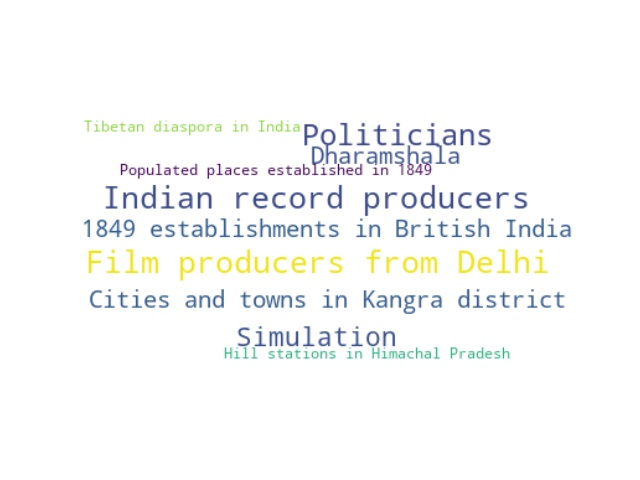 Tibetan diaspora in India
Politicians
Dharamshala
Populated places established in 1849
Indian record producers
1849 establishments in British India
Film producers from Delhi
Cities and towns in Kangra district
Simulation
Hill stations in Himachal Pradesh